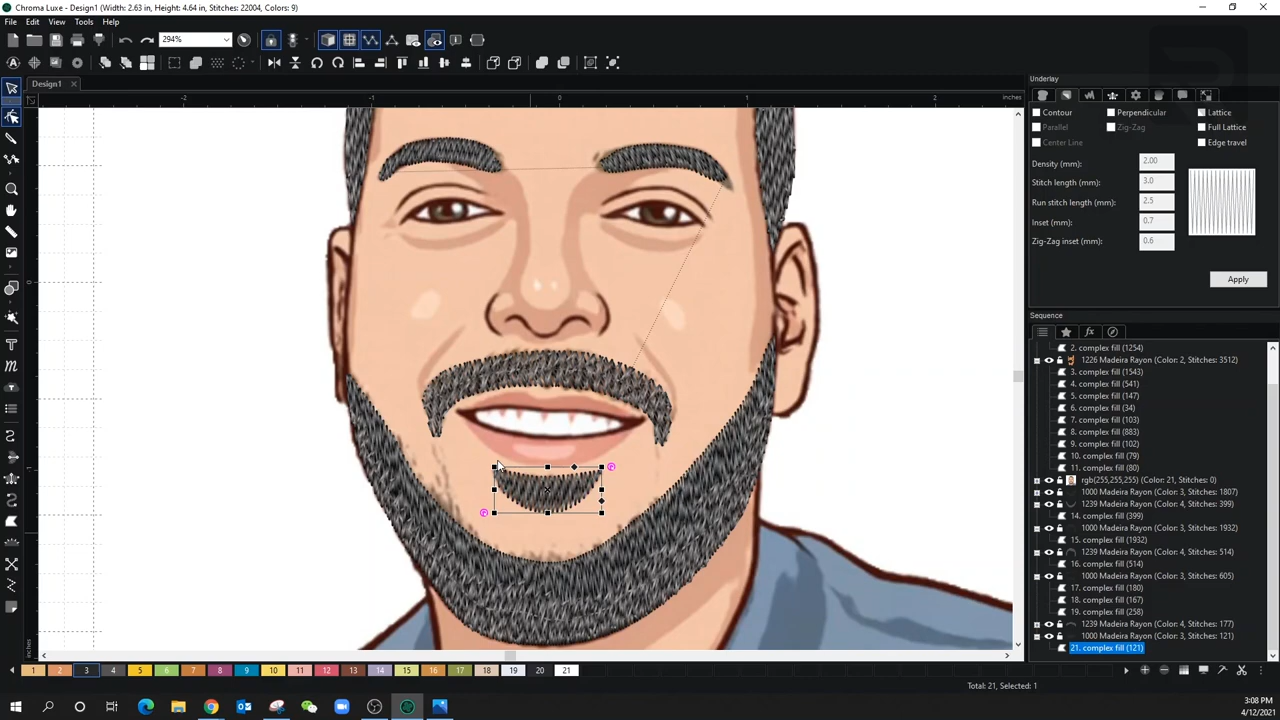 Chroma Luxe - Design1 (Width: 2.63 in, Height: 4.64 in, Stitches: 22004, Colors: 9)
File Edit View Tools Help
294%
Design1
-2 -1 0 1 2 inches
0
1
inches
Underlay
Contour Perpendicular Lattice
Parallel Zig-Zag Full Lattice
Center Line Edge travel
Density (mm): 2.00
Stitch length (mm): 3.0
Run stitch length (mm): 2.5
Inset (mm): 0.7
Zig-Zag inset (mm): 0.6
Apply
Sequence
2. complex fill (1254)
1226 Madeira Rayon (Color: 2, Stitches: 3512)
3. complex fill (1543)
4. complex fill (541)
5. complex fill (147)
6. complex fill (34)
7. complex fill (103)
8. complex fill (883)
9. complex fill (102)
10. complex fill (79)
11. complex fill (80)
rgb(255,255,255) (Color: 21, Stitches: 0)
1000 Madeira Rayon (Color: 3, Stitches: 1807)
1239 Madeira Rayon (Color: 4, Stitches: 399)
14. complex fill (399)
1000 Madeira Rayon (Color: 3, Stitches: 1932)
15. complex fill (1932)
1239 Madeira Rayon (Color: 4, Stitches: 514)
16. complex fill (514)
1000 Madeira Rayon (Color: 3, Stitches: 605)
17. complex fill (180)
18. complex fill (167)
19. complex fill (258)
1239 Madeira Rayon (Color: 4, Stitches: 177)
1000 Madeira Rayon (Color: 3, Stitches: 121)
21. complex fill (121)
1 2 3 4 5 6 7 8 9 10 11 12 13 14 15 16 17 18 19 20 21
Total: 21, Selected: 1
3:08 PM
4/12/2021